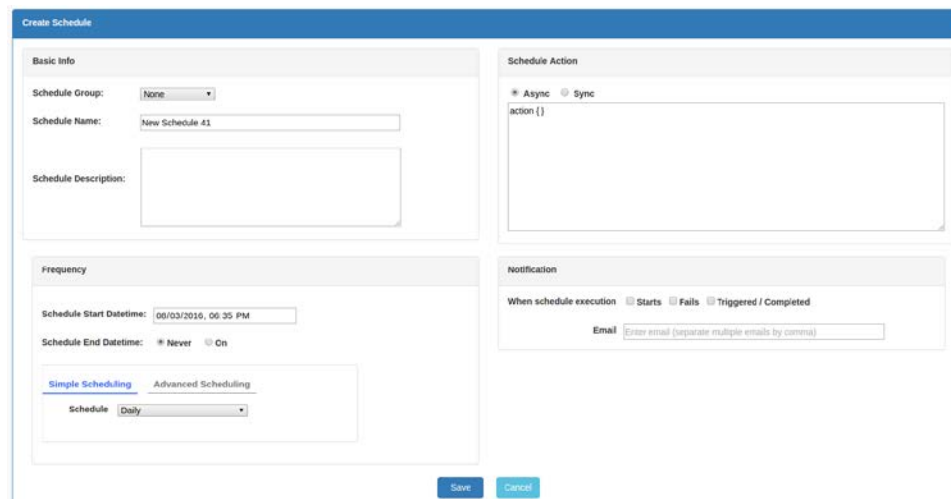 Create Schedule
Basic Info
Schedule Group: None
Schedule Name: New Schedule 41
Schedule Description:
Schedule Action
Async Sync
action { }
Frequency
Schedule Start Datetime: 08/03/2016, 06:35 PM
Schedule End Datetime: Never On
Simple Scheduling Advanced Scheduling
Schedule Daily
Notification
When schedule execution Starts Fails Triggered / Completed
Email Enter email (separate multiple emails by comma)
Save Cancel